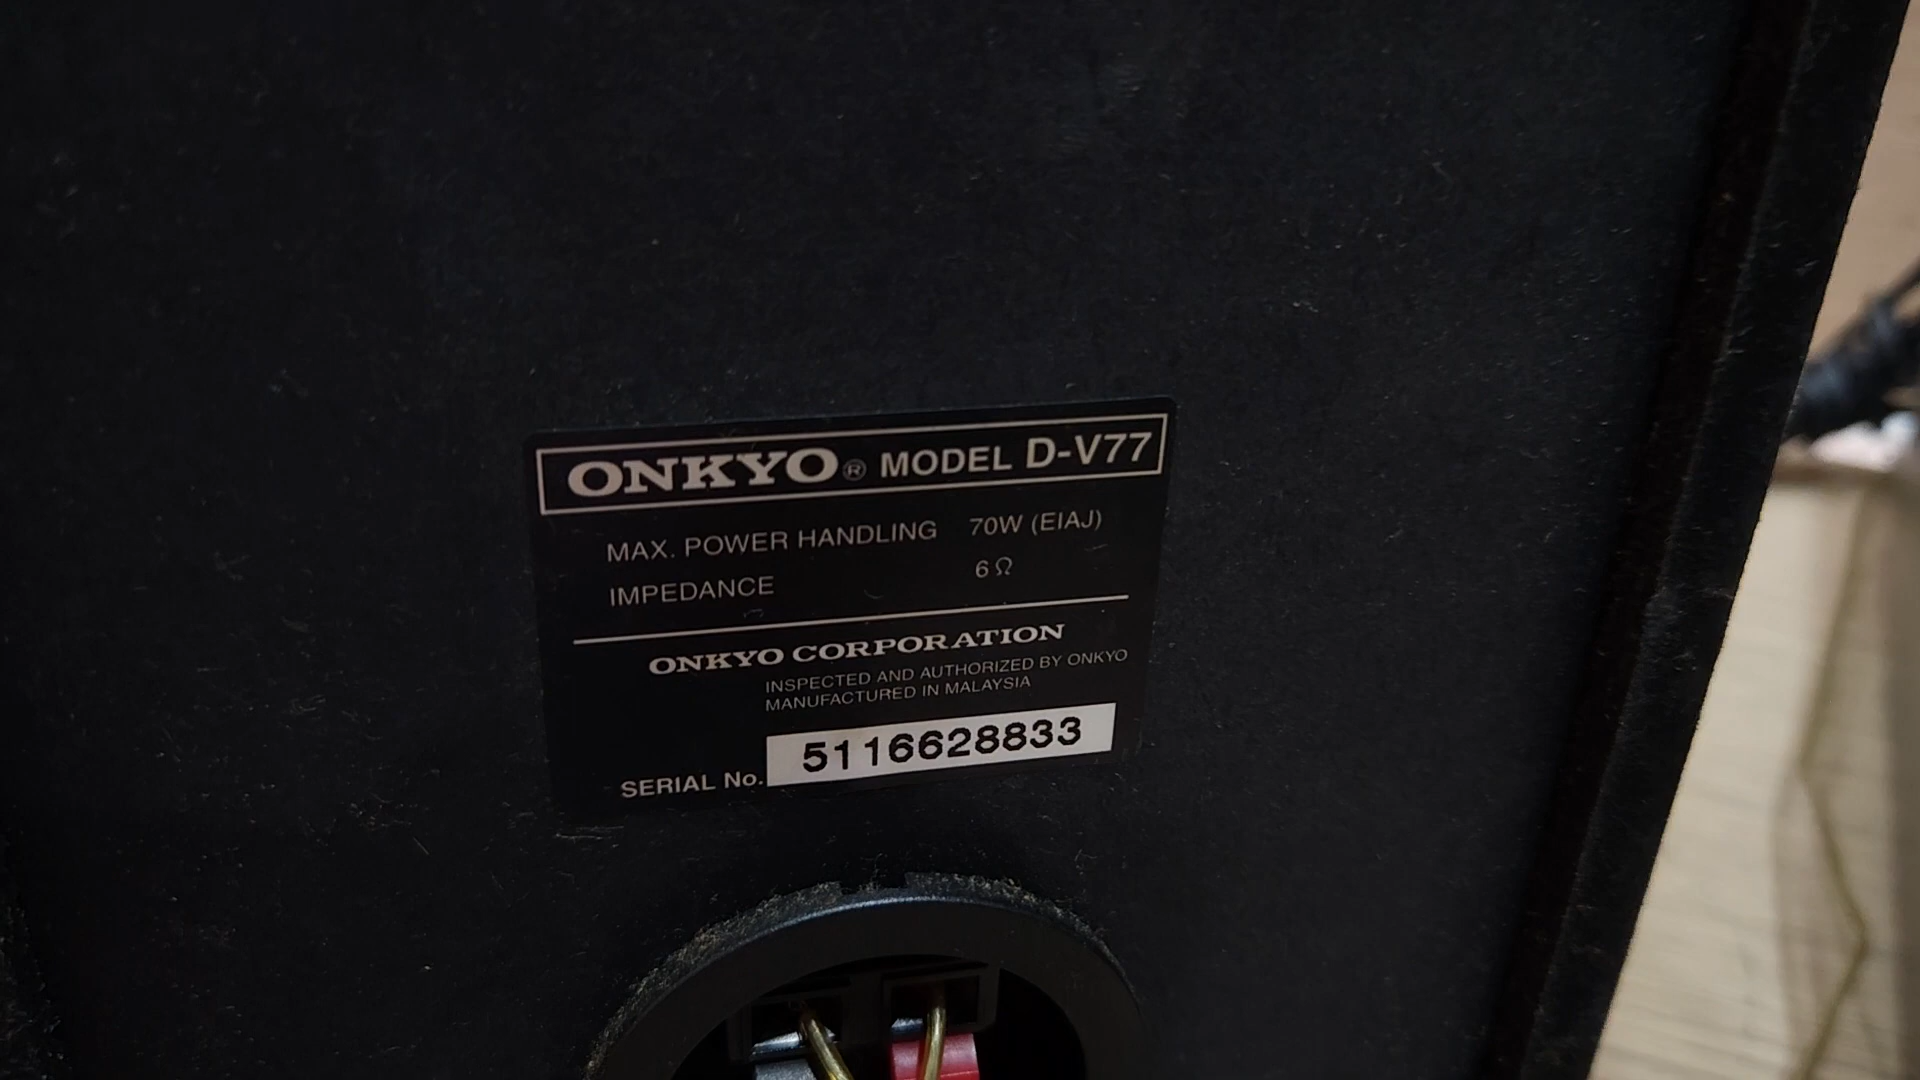 ONKYO® MODEL D-V77
MAX. POWER HANDLING 70W (EIAJ)
IMPEDANCE 6Ω
ONKYO CORPORATION
INSPECTED AND AUTHORIZED BY ONKYO
MANUFACTURED IN MALAYSIA
SERIAL No. 5116628833